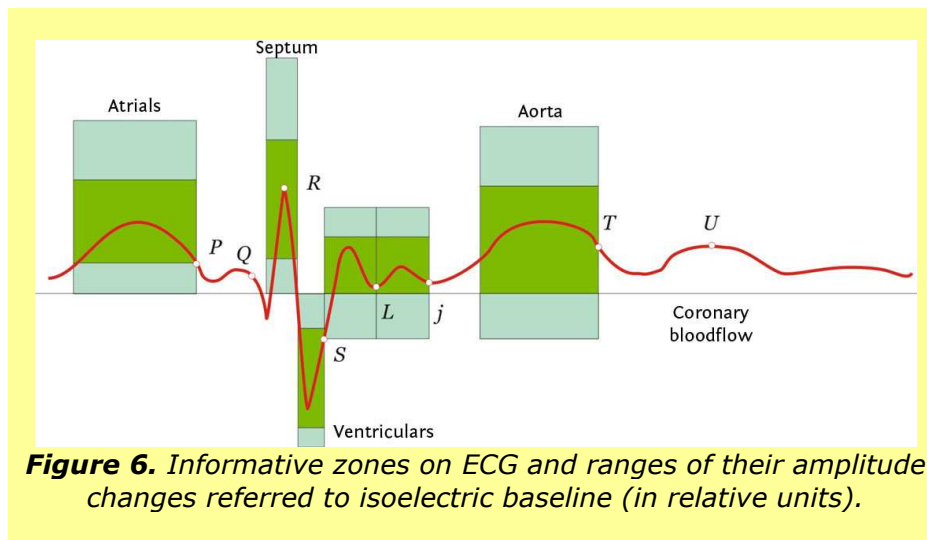 Septum
Atrials
Aorta
R
P
Q
T
U
L
j
S
Coronary
bloodflow
Ventriculars
Figure 6. Informative zones on ECG and ranges of their amplitude
changes referred to isoelectric baseline (in relative units).